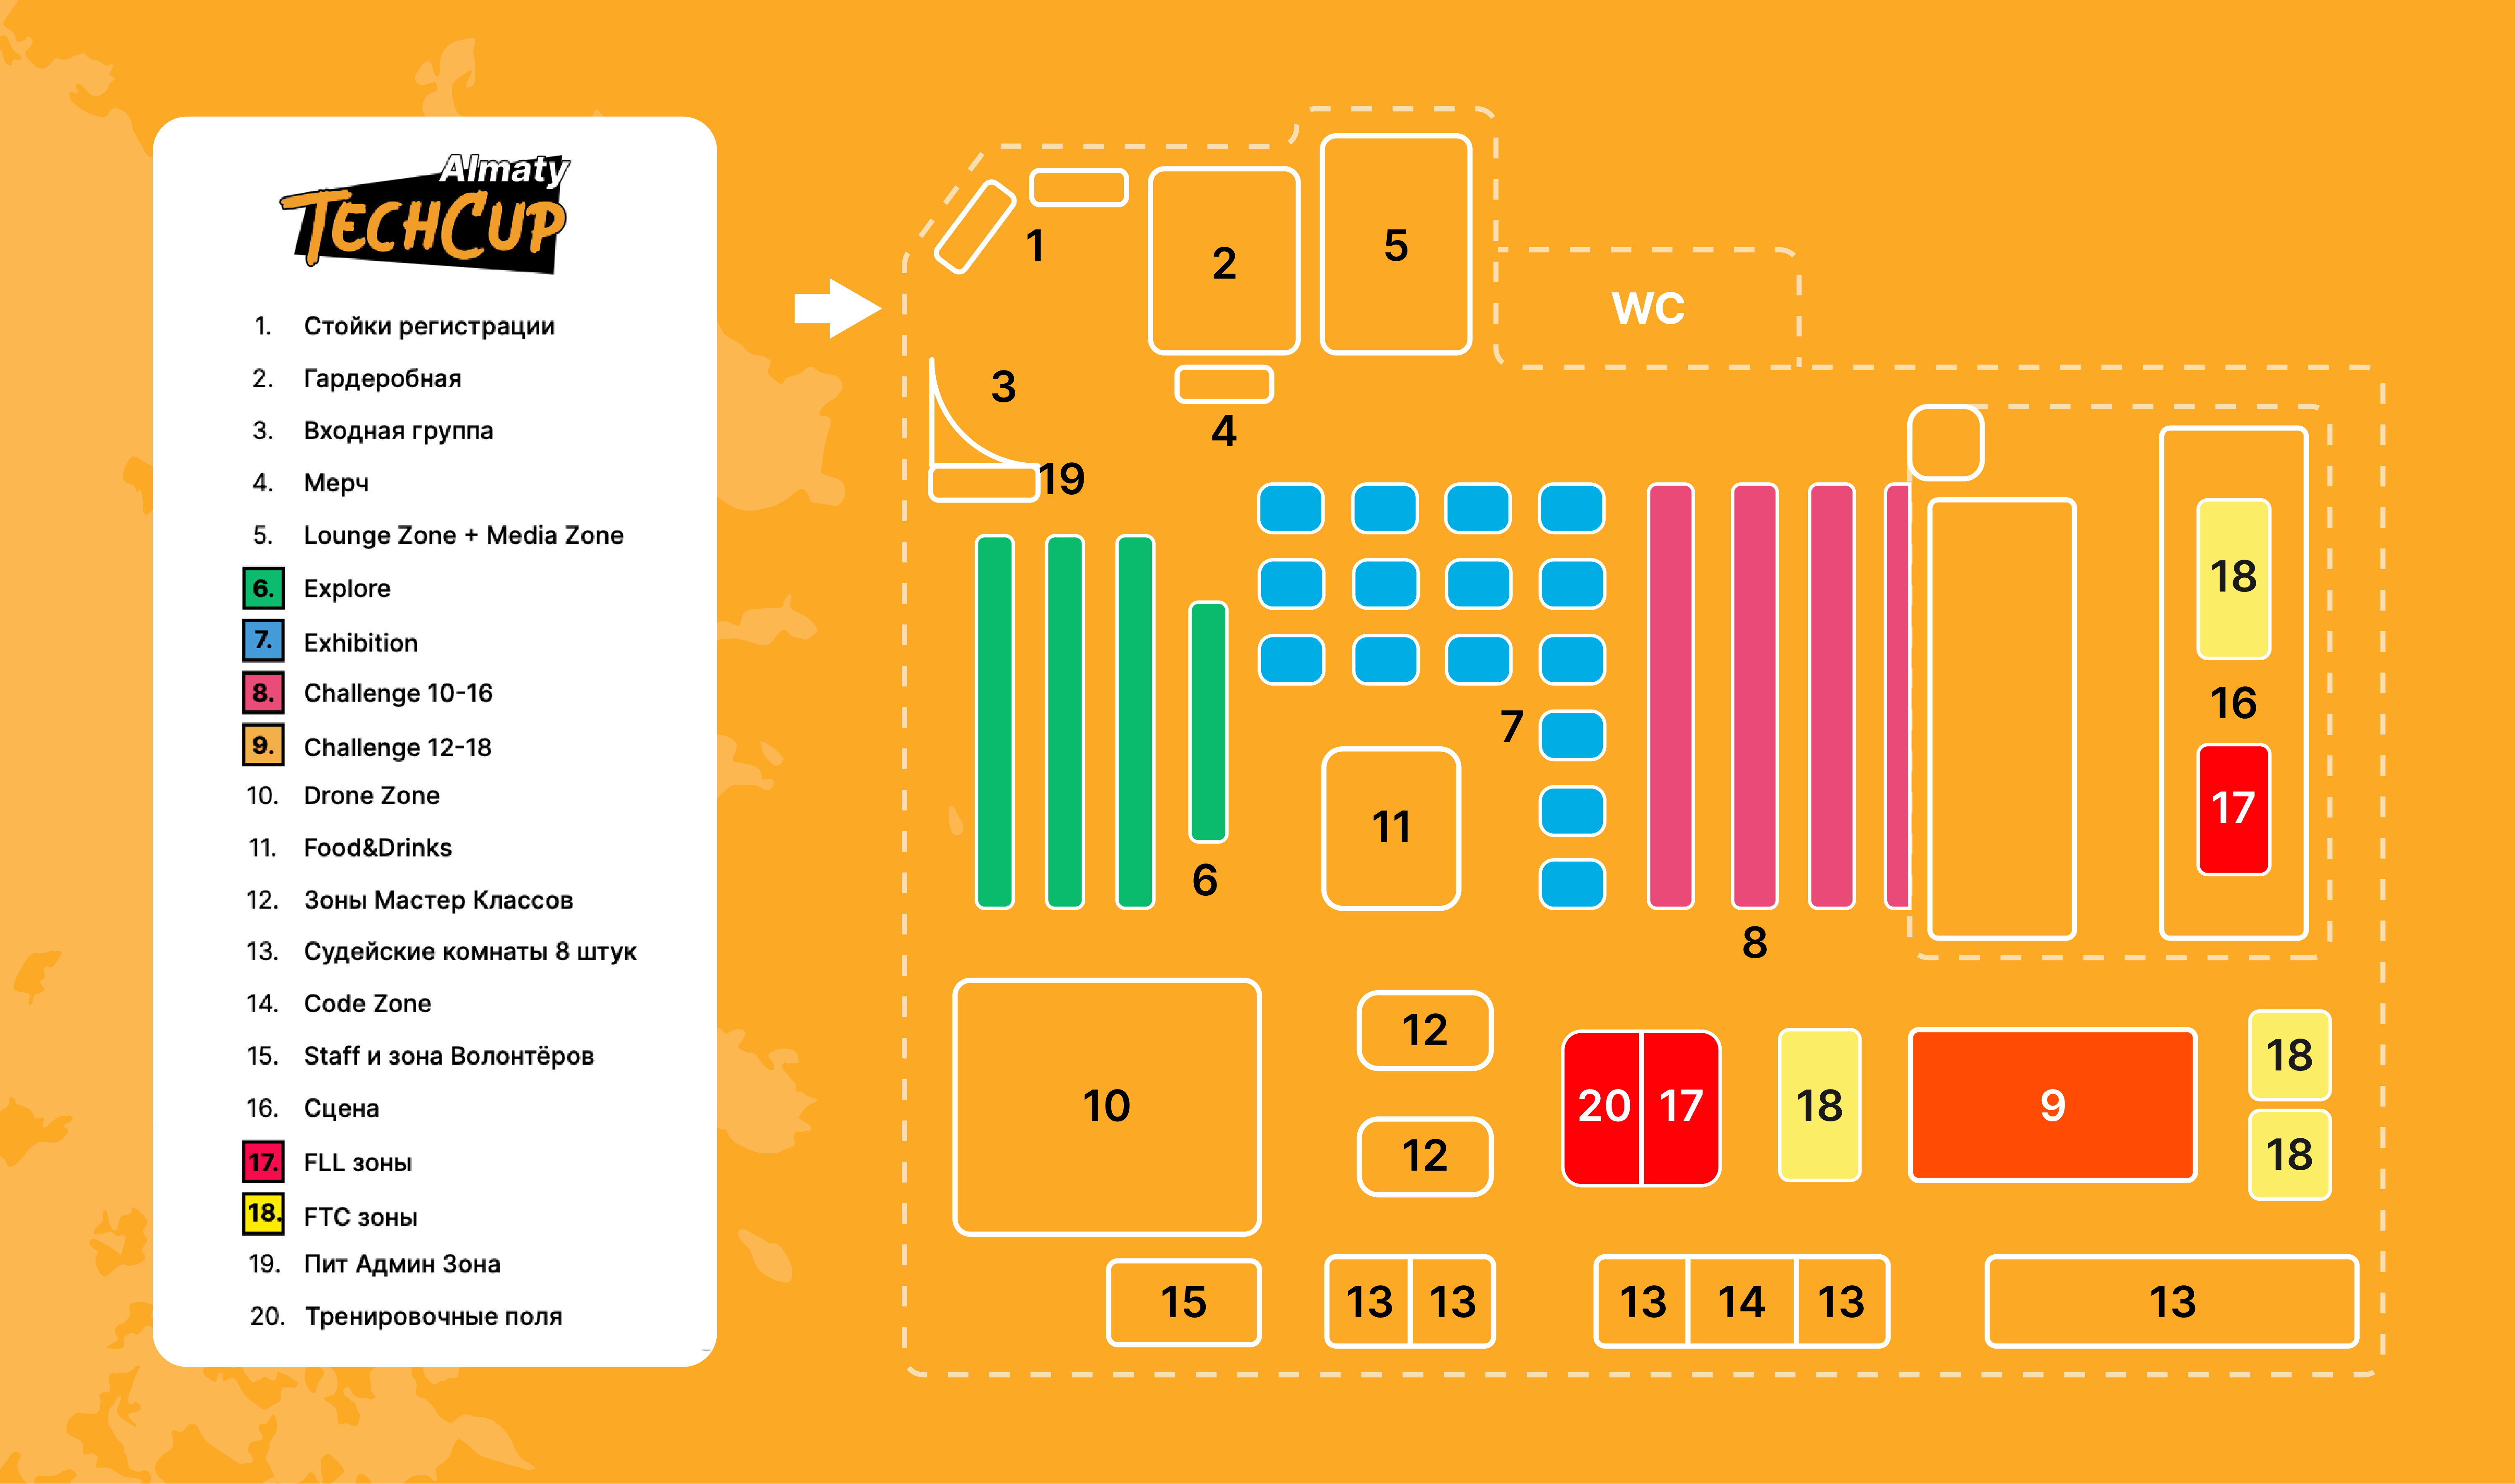 Almaty
TECHCUP
1. Стойки регистрации
2. Гардеробная
3. Входная группа
4. Мерч
5. Lounge Zone + Media Zone
6. Explore
7. Exhibition
8. Challenge 10-16
9. Challenge 12-18
10. Drone Zone
11. Food&Drinks
12. Зоны Мастер Классов
13. Судейские комнаты 8 штук
14. Code Zone
15. Staff и зона Волонтёров
16. Сцена
17. FLL зоны
18. FTC зоны
19. Пит Админ Зона
20. Тренировочные поля
1
2
5
WC
3
4
19
18
16
7
17
11
6
8
12
10
20 17
18
9
18
12
18
15
13 13
13 14 13
13